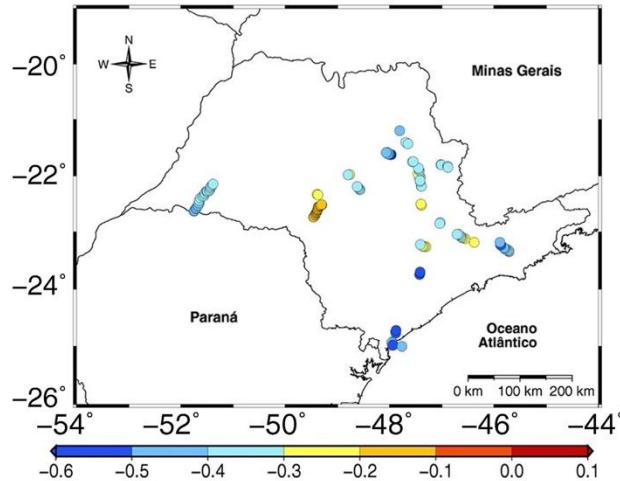 N
W E
S
Minas Gerais
Paraná
Oceano
Atlântico
0 km 100 km 200 km
−20°
−22°
−24°
−26°
−54° −52° −50° −48° −46° −44°
−0.6 −0.5 −0.4 −0.3 −0.2 −0.1 0.0 0.1